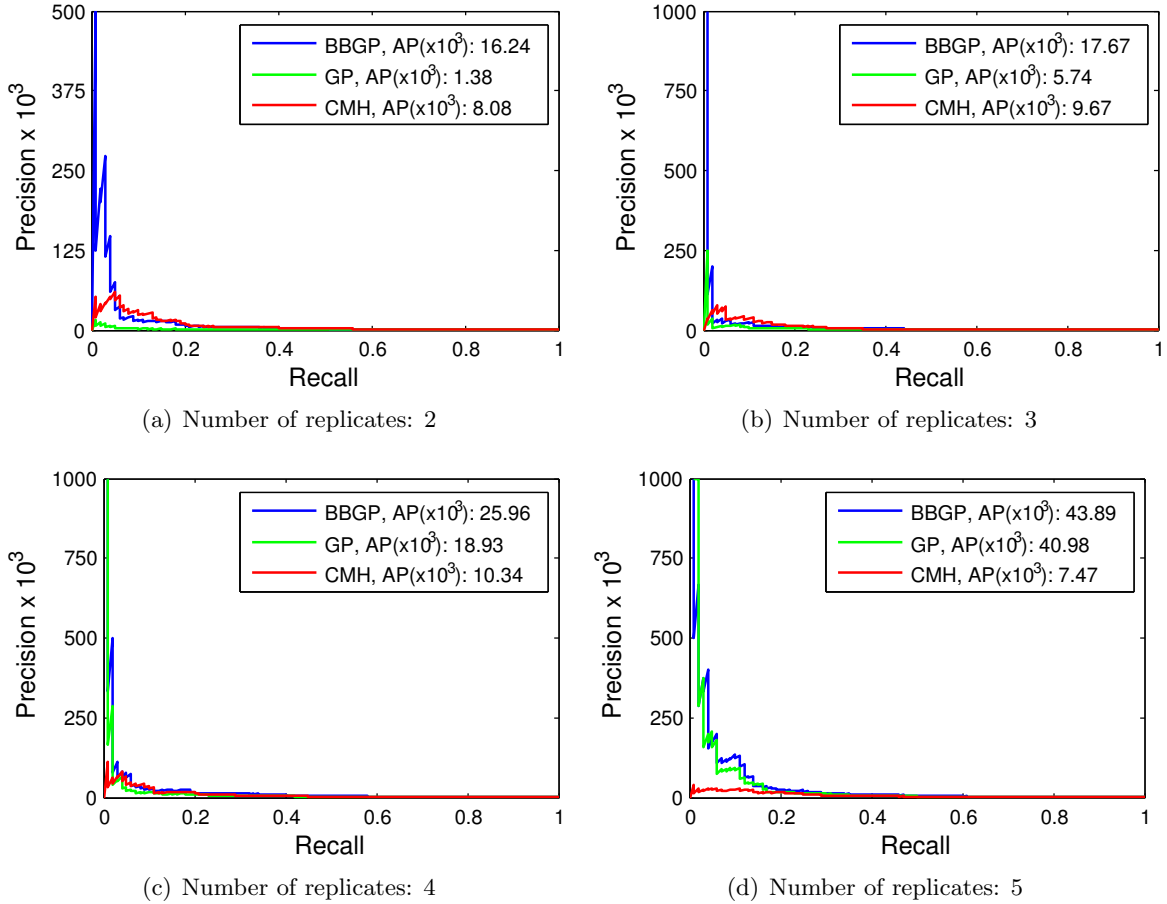 500
375
250
125
0
Precision x 10³
BBGP, AP(x10³): 16.24
GP, AP(x10³): 1.38
CMH, AP(x10³): 8.08
0 0.2 0.4 0.6 0.8 1
Recall
(a) Number of replicates: 2
1000
750
500
250
0
Precision x 10³
BBGP, AP(x10³): 17.67
GP, AP(x10³): 5.74
CMH, AP(x10³): 9.67
0 0.2 0.4 0.6 0.8 1
Recall
(b) Number of replicates: 3
1000
750
500
250
0
Precision x 10³
BBGP, AP(x10³): 25.96
GP, AP(x10³): 18.93
CMH, AP(x10³): 10.34
0 0.2 0.4 0.6 0.8 1
Recall
(c) Number of replicates: 4
1000
750
500
250
0
Precision x 10³
BBGP, AP(x10³): 43.89
GP, AP(x10³): 40.98
CMH, AP(x10³): 7.47
0 0.2 0.4 0.6 0.8 1
Recall
(d) Number of replicates: 5